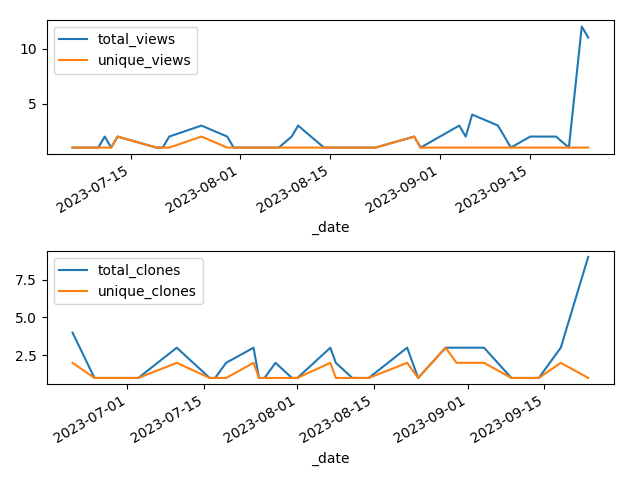 total_views
unique_views
10
5
2023-07-15
2023-08-01
2023-08-15
2023-09-01
2023-09-15
_date
total_clones
unique_clones
7.5
5.0
2.5
2023-07-01
2023-07-15
2023-08-01
2023-08-15
2023-09-01
2023-09-15
_date